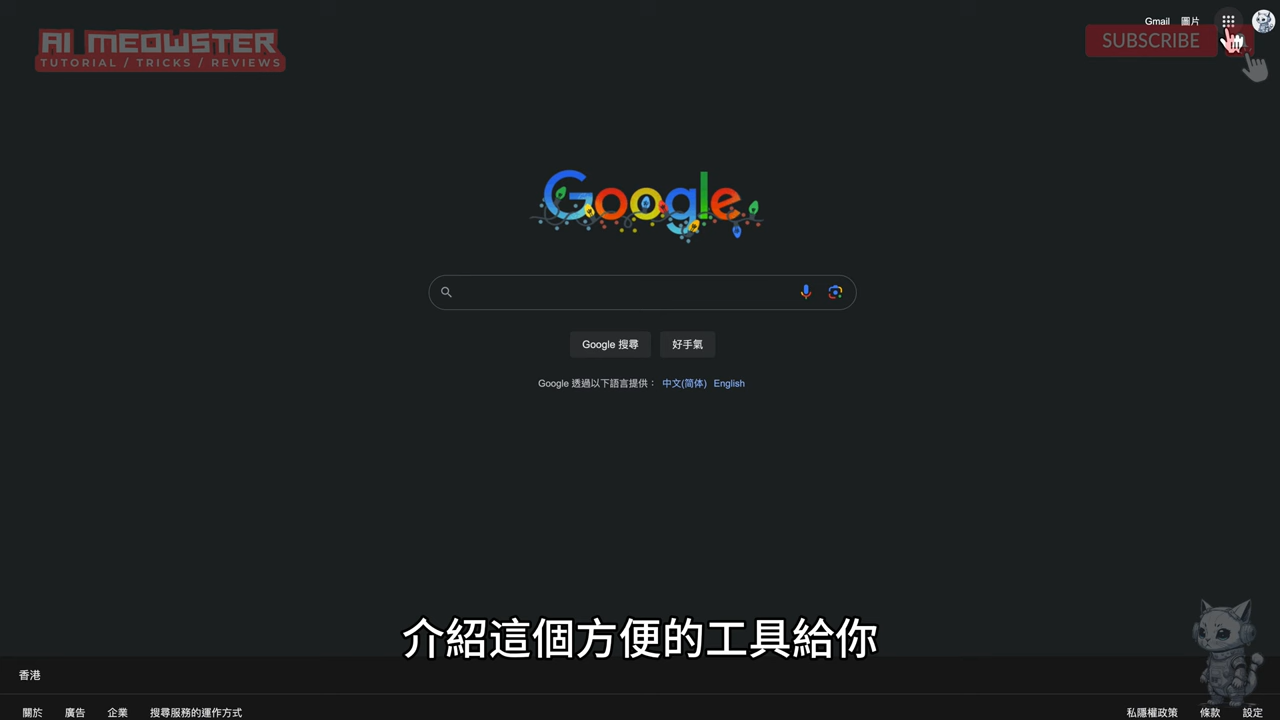 AI MEOWSTER
TUTORIAL / TRICKS / REVIEWS
Gmail 圖片
SUBSCRIBE
Google
Google 搜尋 好手氣
Google 透過以下語言提供： 中文(简体) English
介紹這個方便的工具給你
香港
關於 廣告 企業 搜尋服務的運作方式 私隱權政策 條款 設定